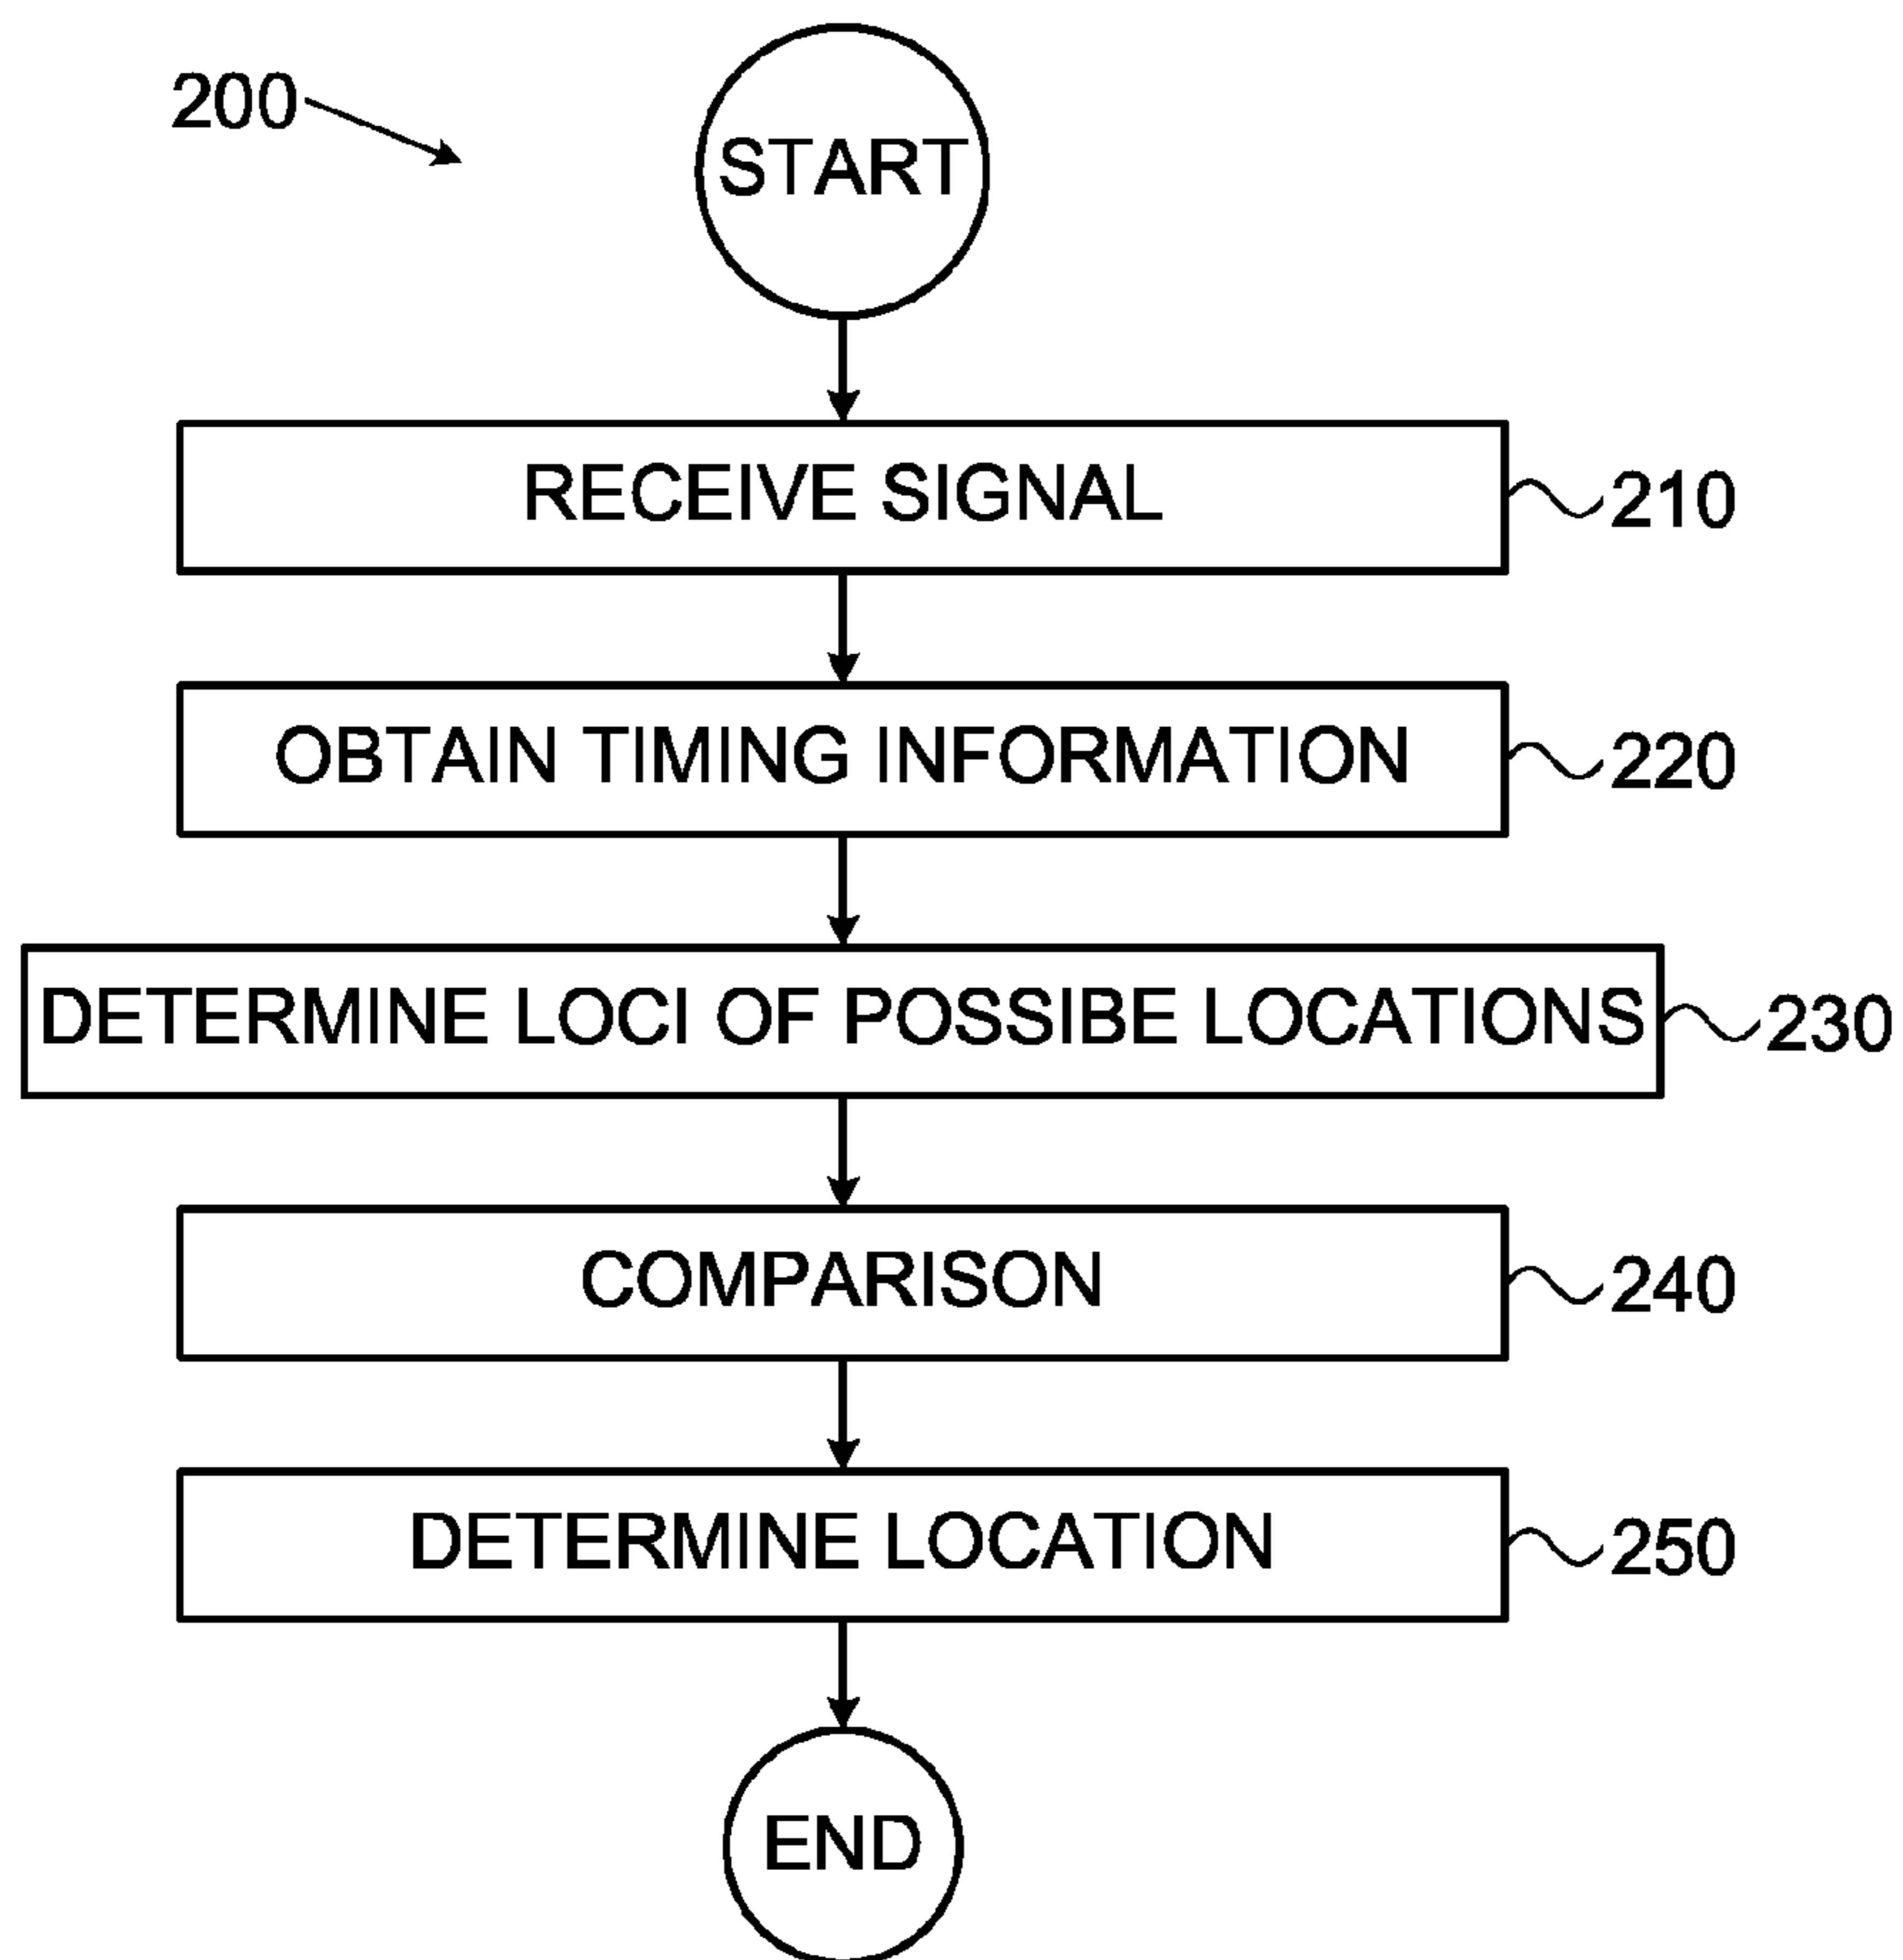 200
START
RECEIVE SIGNAL
210
OBTAIN TIMING INFORMATION
220
DETERMINE LOCI OF POSSIBE LOCATIONS
230
COMPARISON
240
DETERMINE LOCATION
250
END